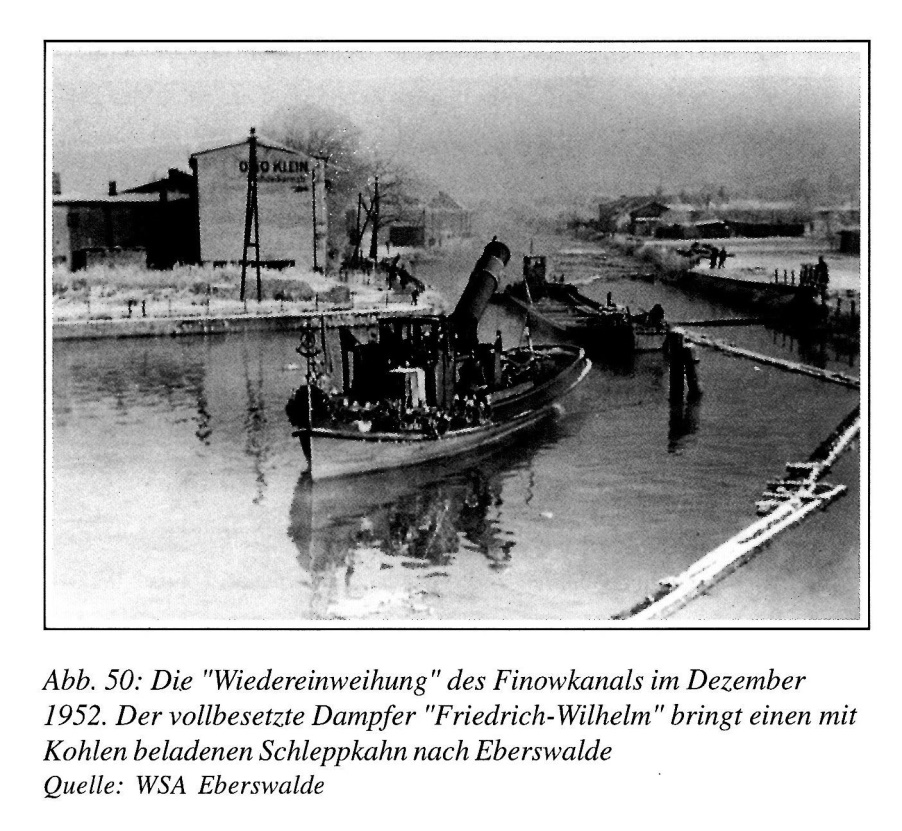 OTTO KLEIN
Abb. 50: Die "Wiedereinweihung" des Finowkanals im Dezember
1952. Der vollbesetzte Dampfer "Friedrich-Wilhelm" bringt einen mit
Kohlen beladenen Schleppkahn nach Eberswalde
Quelle: WSA Eberswalde